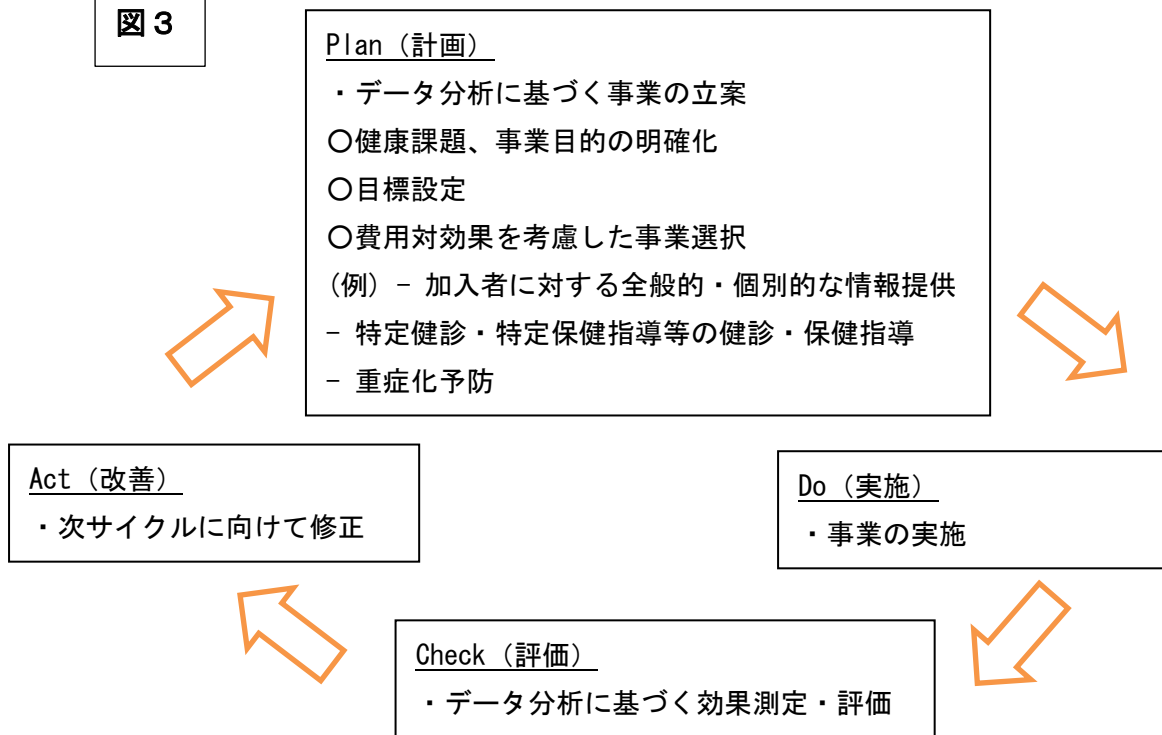 図３
Plan（計画）
・データ分析に基づく事業の立案
〇健康課題、事業目的の明確化
〇目標設定
〇費用対効果を考慮した事業選択
（例）- 加入者に対する全般的・個別的な情報提供
- 特定健診・特定保健指導等の健診・保健指導
- 重症化予防
Act（改善）
・次サイクルに向けて修正
Do（実施）
・事業の実施
Check（評価）
・データ分析に基づく効果測定・評価